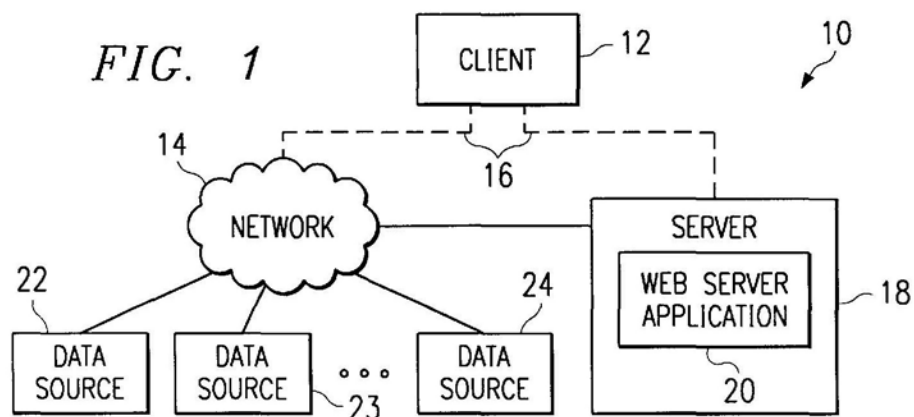 FIG. 1
CLIENT
12
10
14
16
NETWORK
SERVER
WEB SERVER
APPLICATION
18
20
22
24
DATA
SOURCE
DATA
SOURCE
23
DATA
SOURCE